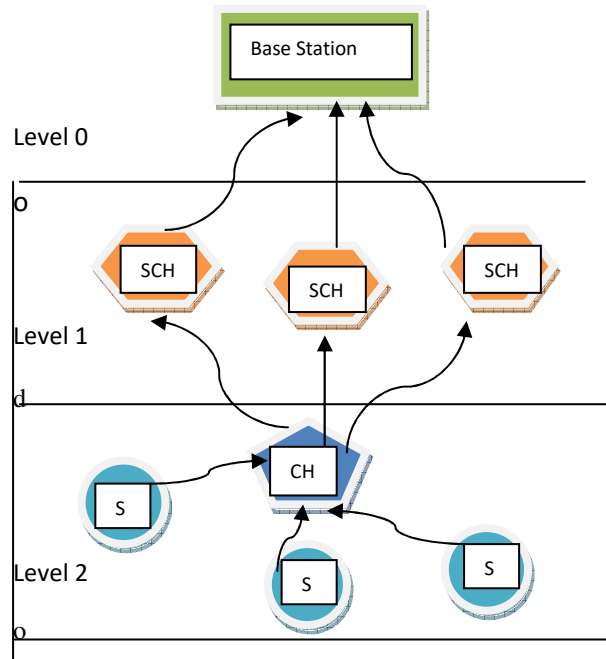 Base Station
Level 0
o
SCH
SCH
SCH
Level 1
d
CH
S
S
S
Level 2
o